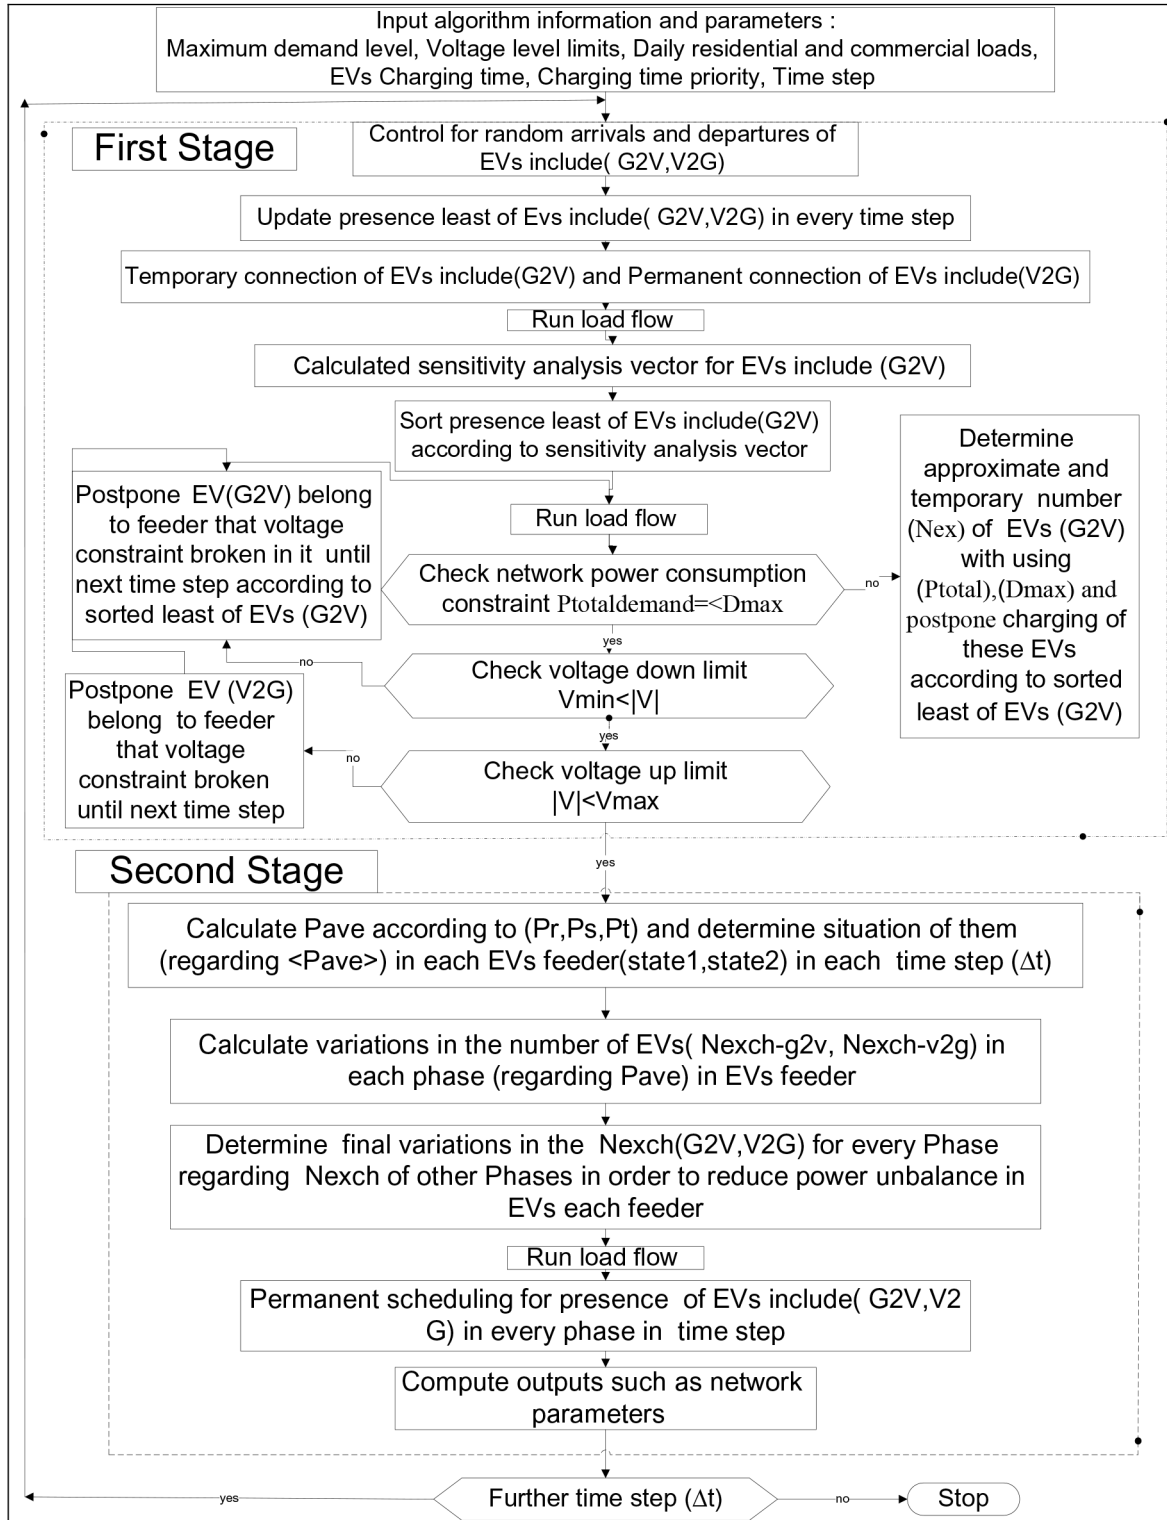 Input algorithm information and parameters :
Maximum demand level, Voltage level limits, Daily residential and commercial loads,
EVs Charging time, Charging time priority, Time step
First Stage
Control for random arrivals and departures of
EVs include( G2V,V2G)
Update presence least of Evs include( G2V,V2G) in every time step
Temporary connection of EVs include(G2V) and Permanent connection of EVs include(V2G)
Run load flow
Calculated sensitivity analysis vector for EVs include (G2V)
Sort presence least of EVs include(G2V)
according to sensitivity analysis vector
Run load flow
Check network power consumption
constraint Ptotaldemand=<Dmax
no
Determine
approximate and
temporary number
(Nex) of EVs (G2V)
with using
(Ptotal),(Dmax) and
postpone charging of
these EVs
according to sorted
least of EVs (G2V)
yes
Postpone EV(G2V) belong
to feeder that voltage
constraint broken in it until
next time step according to
sorted least of EVs (G2V)
no
Check voltage down limit
Vmin<|V|
yes
Postpone EV (V2G)
belong to feeder
that voltage
constraint broken
until next time step
no
Check voltage up limit
|V|<Vmax
yes
Second Stage
Calculate Pave according to (Pr,Ps,Pt) and determine situation of them
(regarding <Pave>) in each EVs feeder(state1,state2) in each time step (Δt)
Calculate variations in the number of EVs( Nexch-g2v, Nexch-v2g) in
each phase (regarding Pave) in EVs feeder
Determine final variations in the Nexch(G2V,V2G) for every Phase
regarding Nexch of other Phases in order to reduce power unbalance in
EVs each feeder
Run load flow
Permanent scheduling for presence of EVs include( G2V,V2
G) in every phase in time step
Compute outputs such as network
parameters
yes
Further time step (Δt)
no
Stop